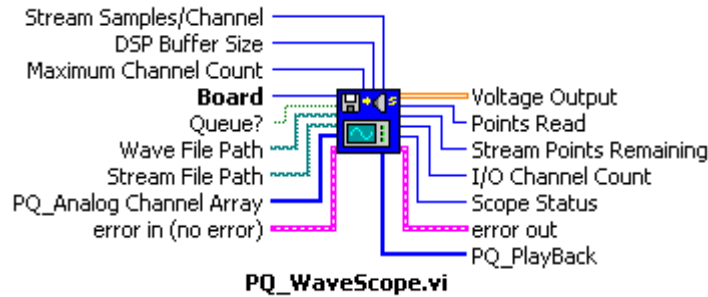 Stream Samples/Channel
DSP Buffer Size
Maximum Channel Count
Board
Queue?
Wave File Path
Stream File Path
PQ_Analog Channel Array
error in (no error)
Voltage Output
Points Read
Stream Points Remaining
I/O Channel Count
Scope Status
error out
PQ_PlayBack
PQ_WaveScope.vi